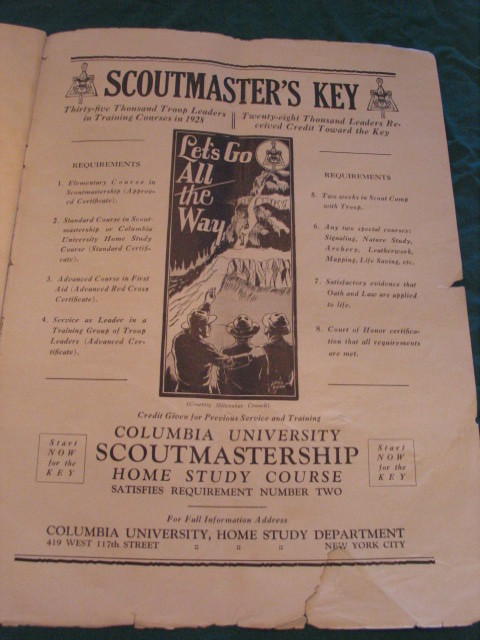 SCOUTMASTER'S KEY
Thirty-five Thousand Troop Leaders
in Training Courses in 1928
Twenty-eight Thousand Leaders Re-
ceived Credit Toward the Key
REQUIREMENTS
1. Elementary Course in
Scoutmastership (Approv-
ed Certificate).
2. Standard Course in Scout-
mastership or Columbia
University Home Study
Course (Standard Certifi-
cate).
3. Advanced Course in First
Aid (Advanced Red Cross
Certificate).
4. Service as Leader in a
Training Group of Troop
Leaders (Advanced Cer-
tificate).
Let's Go
All
the
Way
REQUIREMENTS
5. Two weeks in Scout Camp
with Troop.
6. Any two special courses:
Signaling, Nature Study,
Archery, Leatherwork,
Mapping, Life Saving, etc.
7. Satisfactory evidence that
Oath and Law are applied
to life.
8. Court of Honor certifica-
tion that all requirements
are met.
(Courtesy Milwaukee Council)
Credit Given for Previous Service and Training
COLUMBIA UNIVERSITY
SCOUTMASTERSHIP
HOME STUDY COURSE
SATISFIES REQUIREMENT NUMBER TWO
Start
NOW
for the
KEY
Start
NOW
for the
KEY
For Full Information Address
COLUMBIA UNIVERSITY, HOME STUDY DEPARTMENT
419 WEST 117th STREET
NEW YORK CITY